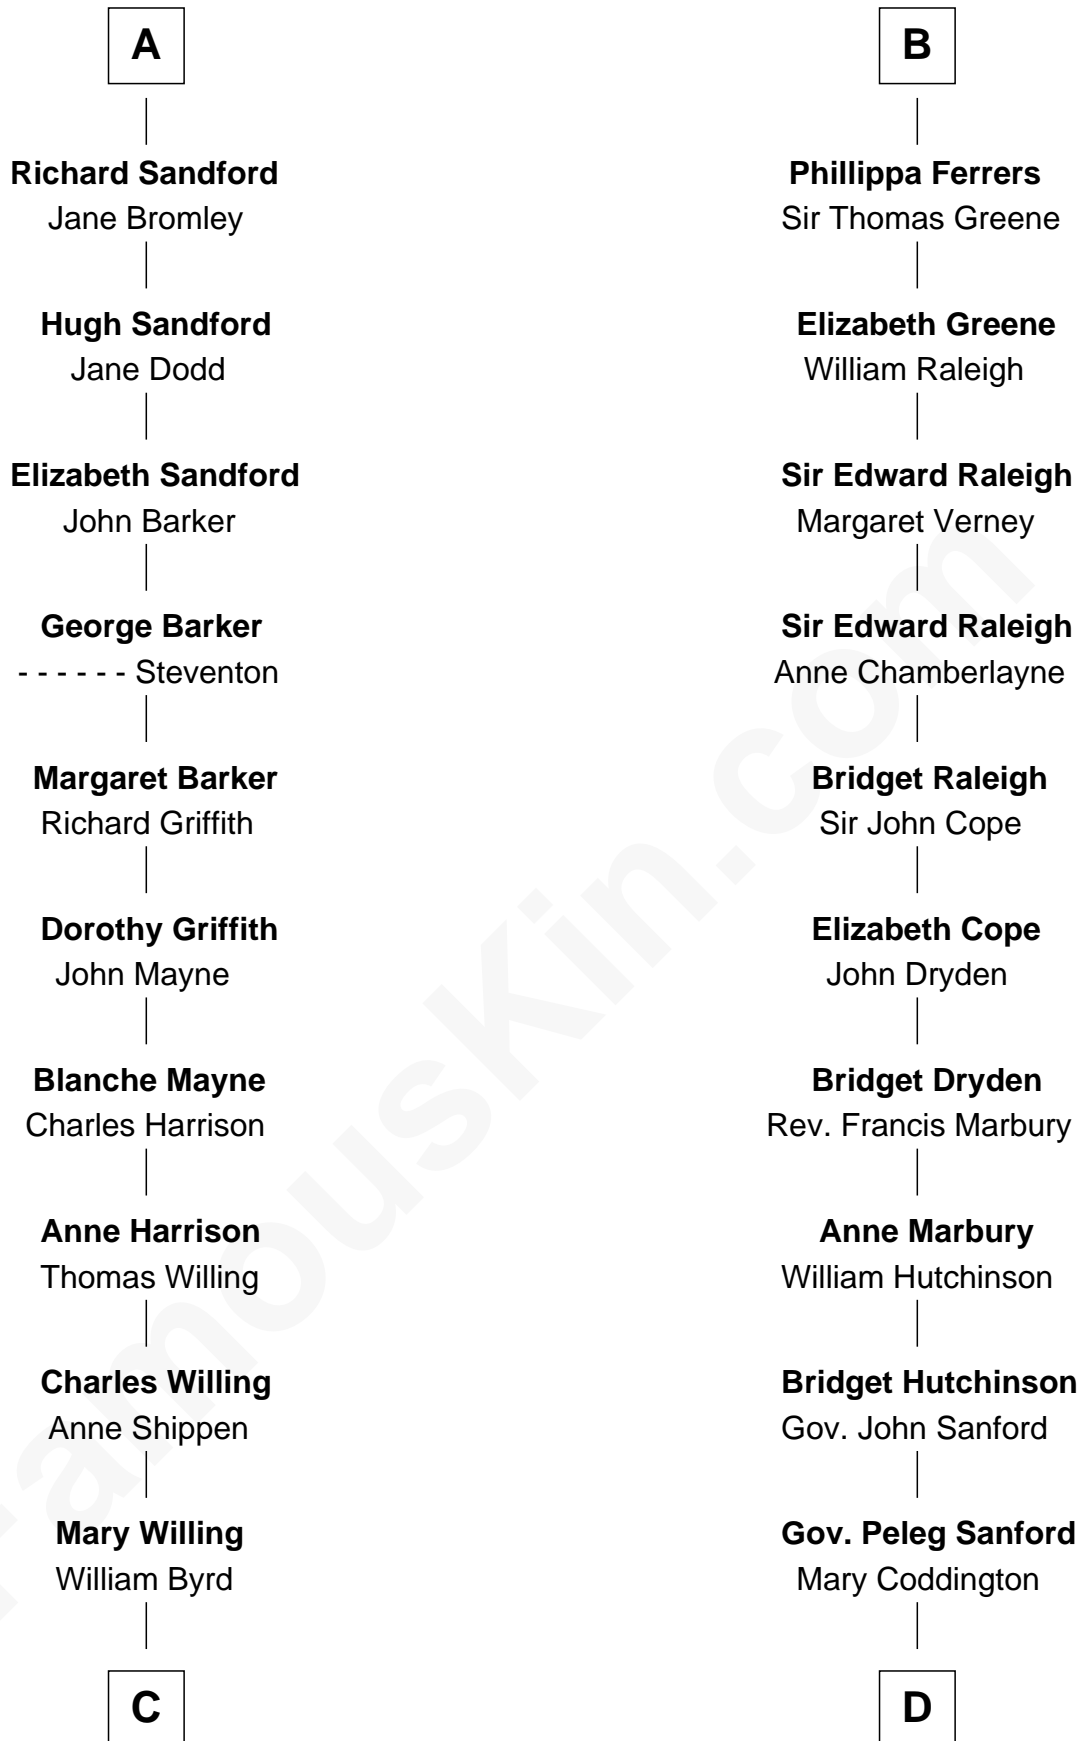 A
Richard Sandford
Jane Bromley
Hugh Sandford
Jane Dodd
Elizabeth Sandford
John Barker
George Barker
- - - - - - Steventon
Margaret Barker
Richard Griffith
Dorothy Griffith
John Mayne
Blanche Mayne
Charles Harrison
Anne Harrison
Thomas Willing
Charles Willing
Anne Shippen
Mary Willing
William Byrd
C
B
Phillippa Ferrers
Sir Thomas Greene
Elizabeth Greene
William Raleigh
Sir Edward Raleigh
Margaret Verney
Sir Edward Raleigh
Anne Chamberlayne
Bridget Raleigh
Sir John Cope
Elizabeth Cope
John Dryden
Bridget Dryden
Rev. Francis Marbury
Anne Marbury
William Hutchinson
Bridget Hutchinson
Gov. John Sanford
Gov. Peleg Sanford
Mary Coddington
D
FamousKin.com